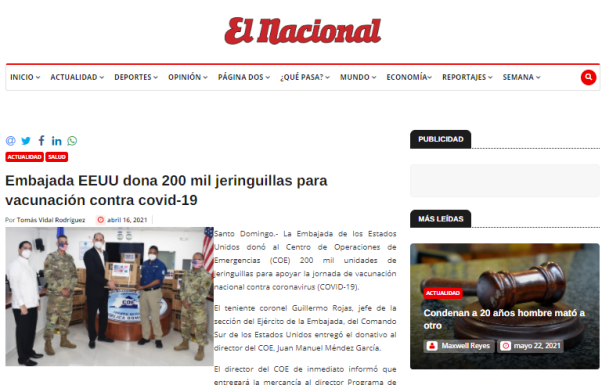 El Nacional
INICIO ACTUALIDAD DEPORTES OPINIÓN PÁGINA DOS ¿QUÉ PASA? MUNDO ECONOMÍA REPORTAJES SEMANA
ACTUALIDAD SALUD
Embajada EEUU dona 200 mil jeringuillas para
vacunación contra covid-19
Por Tomás Vidal Rodríguez abril 16, 2021
Santo Domingo.- La Embajada de los Estados
Unidos donó al Centro de Operaciones de
Emergencias (COE) 200 mil unidades de
jeringuillas para apoyar la jornada de vacunación
nacional contra coronavirus (COVID-19).
El teniente coronel Guillermo Rojas, jefe de la
sección del Ejército de la Embajada, del Comando
Sur de los Estados Unidos entregó el donativo al
director del COE, Juan Manuel Méndez García.
El director del COE de inmediato informó que
entregará la mercancía al director Programa de
COE
PUBLICIDAD
MÁS LEÍDAS
ACTUALIDAD
Condenan a 20 años hombre mató a
otro
Maxwell Reyes mayo 22, 2021